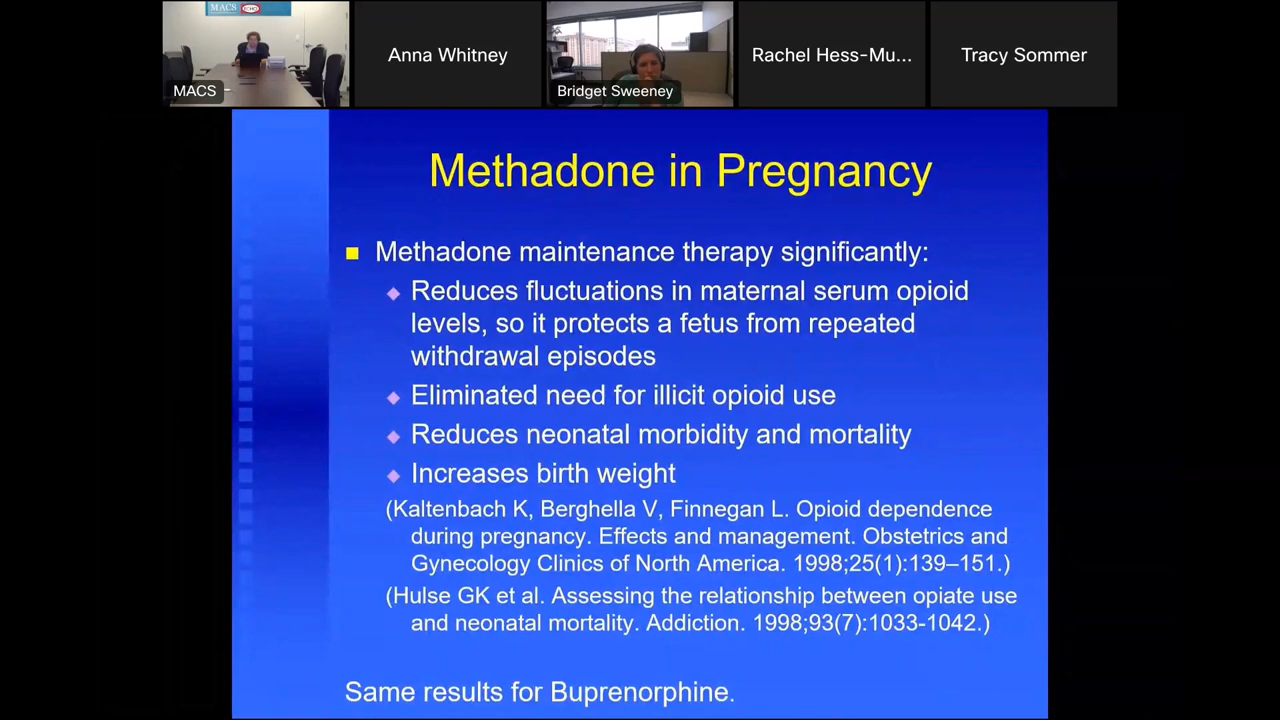 MACS
ECHO
MACS
Anna Whitney
Bridget Sweeney
Rachel Hess-Mu...
Tracy Sommer
Methadone in Pregnancy
Methadone maintenance therapy significantly:
Reduces fluctuations in maternal serum opioid
levels, so it protects a fetus from repeated
withdrawal episodes
Eliminated need for illicit opioid use
Reduces neonatal morbidity and mortality
Increases birth weight
(Kaltenbach K, Berghella V, Finnegan L. Opioid dependence
during pregnancy. Effects and management. Obstetrics and
Gynecology Clinics of North America. 1998;25(1):139–151.)
(Hulse GK et al. Assessing the relationship between opiate use
and neonatal mortality. Addiction. 1998;93(7):1033-1042.)
Same results for Buprenorphine.